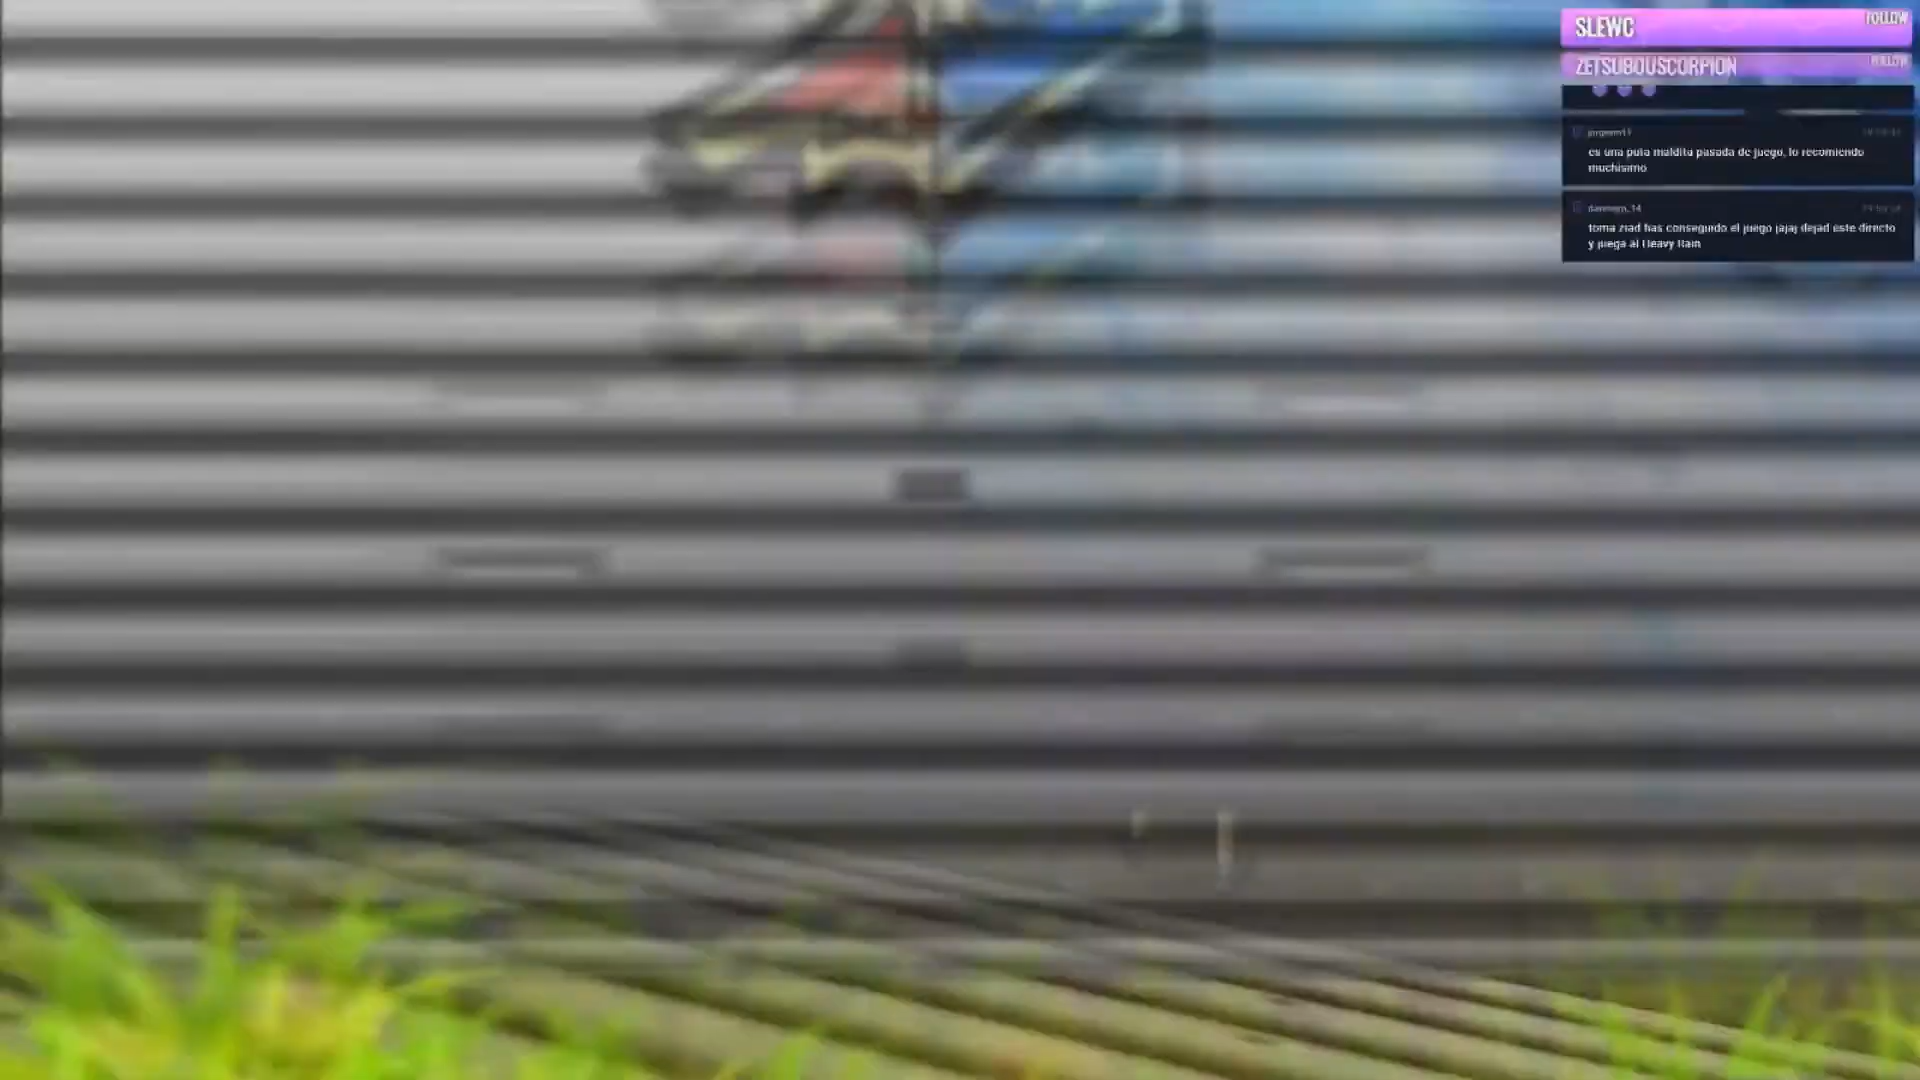 SLEWC
FOLLOW
ZETSUBOUSCORPION
FOLLOW
es una puta maldita pasada de juego, lo recomiendo
muchisimo
toma ziad has conseguido el juego jajaj dejad este directo
y juega al Heavy Rain